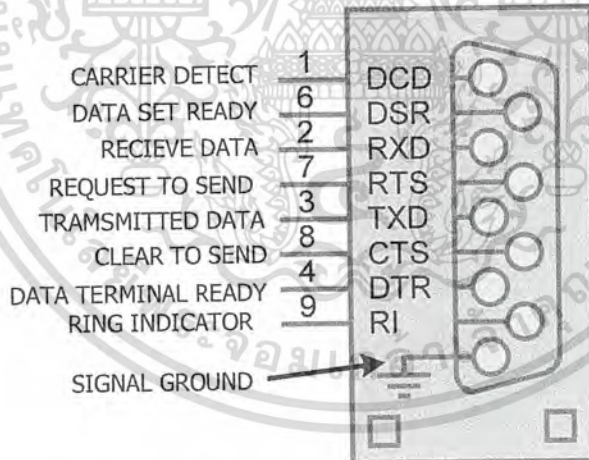 CARRIER DETECT 1 DCD
DATA SET READY 6 DSR
RECIEVE DATA 2 RXD
REQUEST TO SEND 7 RTS
TRAMSMITTED DATA 3 TXD
CLEAR TO SEND 8 CTS
DATA TERMINAL READY 4 DTR
RING INDICATOR 9 RI
SIGNAL GROUND